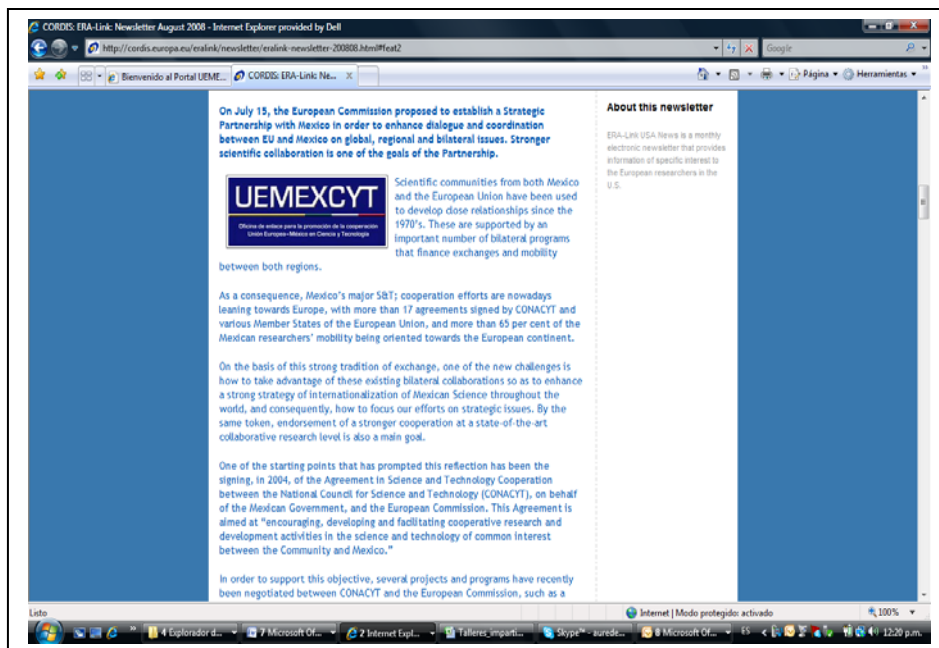 CORDIS: ERA-Link: Newsletter August 2008 - Internet Explorer provided by Dell
http://cordis.europa.eu/eralink/newsletter/eralink-newsletter-200808.html#feat2
Google
Bienvenido al Portal UEME...
CORDIS: ERA-Link: Ne...
Página
Herramientas
On July 15, the European Commission proposed to establish a Strategic
Partnership with Mexico in order to enhance dialogue and coordination
between EU and Mexico on global, regional and bilateral issues. Stronger
scientific collaboration is one of the goals of the Partnership.
UEMEXCYT
Oficina de enlace para la promoción de la cooperación
Unión Europea-México en Ciencia y Tecnología
Scientific communities from both Mexico
and the European Union have been used
to develop close relationships since the
1970's. These are supported by an
important number of bilateral programs
that finance exchanges and mobility
between both regions.
As a consequence, Mexico's major S&T; cooperation efforts are nowadays
leaning towards Europe, with more than 17 agreements signed by CONACYT and
various Member States of the European Union, and more than 65 per cent of the
Mexican researchers' mobility being oriented towards the European continent.
On the basis of this strong tradition of exchange, one of the new challenges is
how to take advantage of these existing bilateral collaborations so as to enhance
a strong strategy of internationalization of Mexican Science throughout the
world, and consequently, how to focus our efforts on strategic issues. By the
same token, endorsement of a stronger cooperation at a state-of-the-art
collaborative research level is also a main goal.
One of the starting points that has prompted this reflection has been the
signing, in 2004, of the Agreement in Science and Technology Cooperation
between the National Council for Science and Technology (CONACYT), on behalf
of the Mexican Government, and the European Commission. This Agreement is
aimed at "encouraging, developing and facilitating cooperative research and
development activities in the science and technology of common interest
between the Community and Mexico."
In order to support this objective, several projects and programs have recently
been negotiated between CONACYT and the European Commission, such as a
About this newsletter
ERA-Link USA News is a monthly
electronic newsletter that provides
information of specific interest to
the European researchers in the
U.S.
Listo
Internet | Modo protegido: activado
100%
4 Explorador d...
7 Microsoft Of...
2 Internet Expl...
Talleres_imparti...
Skype™ - aurede...
8 Microsoft Of...
ES
12:20 p.m.